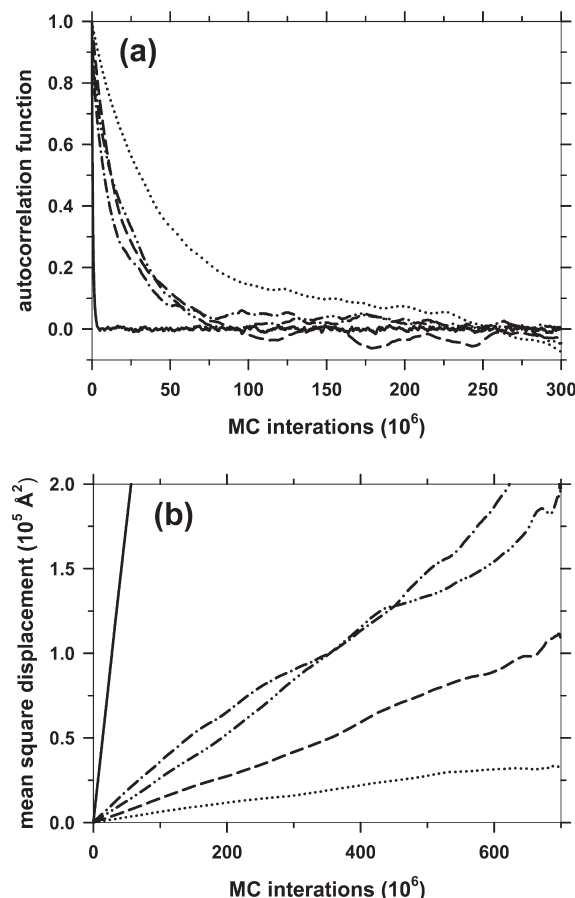 (a)
autocorrelation function
1.0
0.8
0.6
0.4
0.2
0.0
0 50 100 150 200 250 300
MC interations (10⁶)
(b)
mean square displacement (10⁵ Å²)
2.0
1.5
1.0
0.5
0.0
0 200 400 600
MC interations (10⁶)